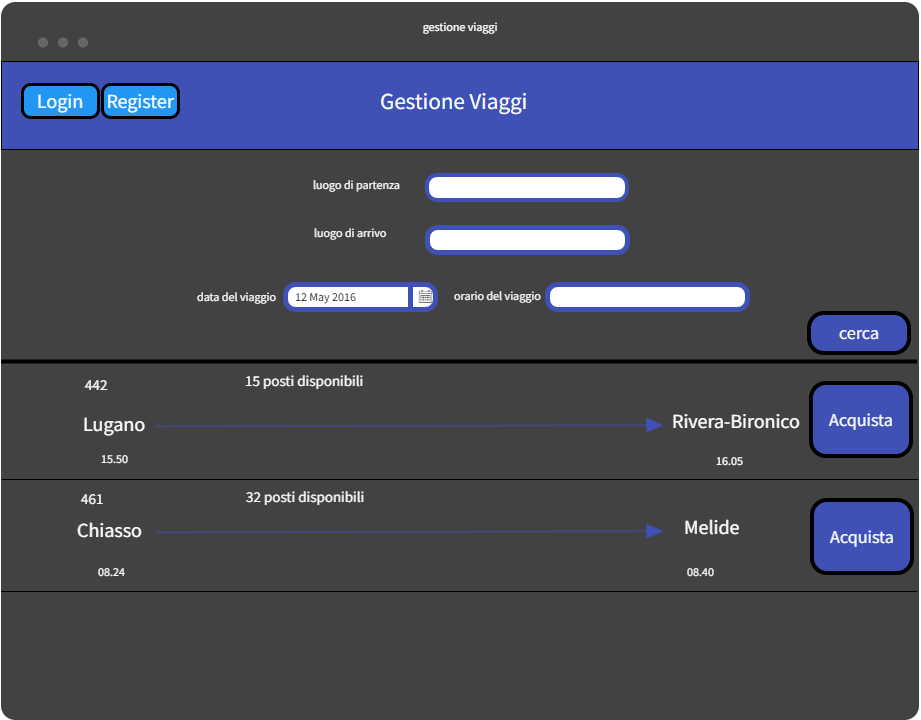 gestione viaggi
Login Register Gestione Viaggi
luogo di partenza
luogo di arrivo
data del viaggio 12 May 2016 orario del viaggio
cerca
442 15 posti disponibili
Lugano Rivera-Bironico Acquista
15.50 16.05
461 32 posti disponibili
Chiasso Melide Acquista
08.24 08.40